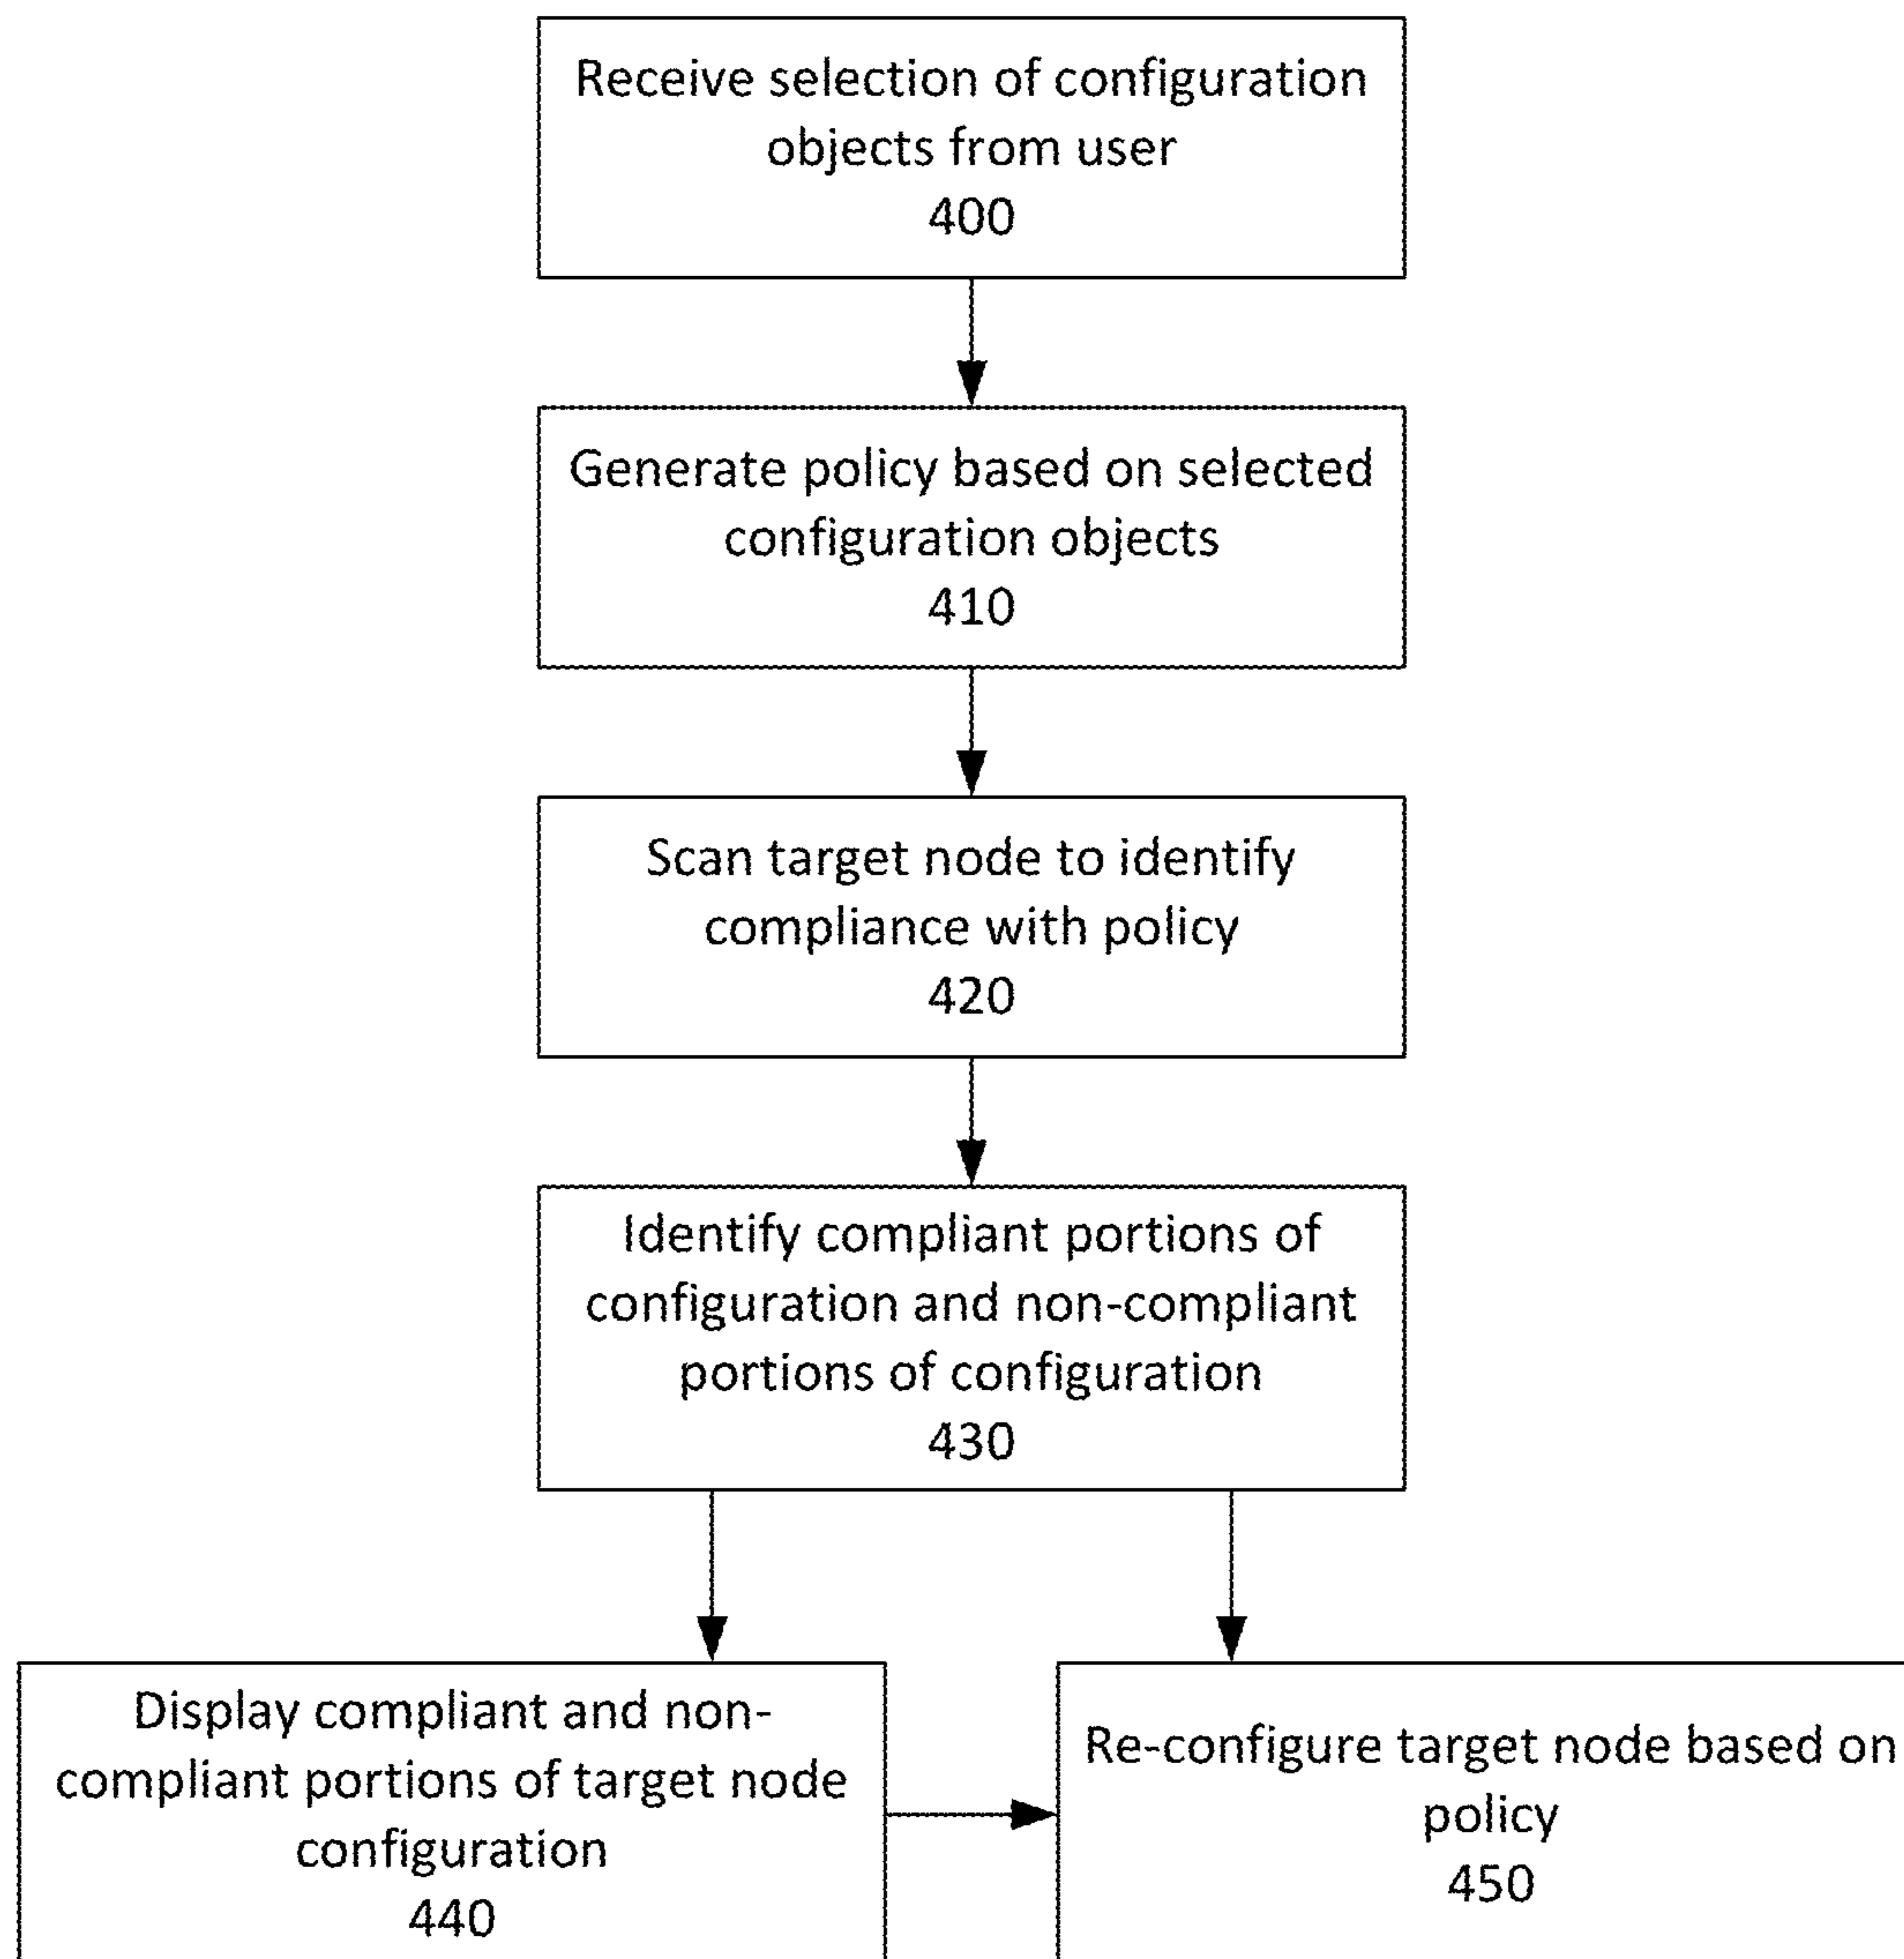 Receive selection of configuration
objects from user
400
Generate policy based on selected
configuration objects
410
Scan target node to identify
compliance with policy
420
Identify compliant portions of
configuration and non-compliant
portions of configuration
430
Display compliant and non-
compliant portions of target node
configuration
440
Re-configure target node based on
policy
450